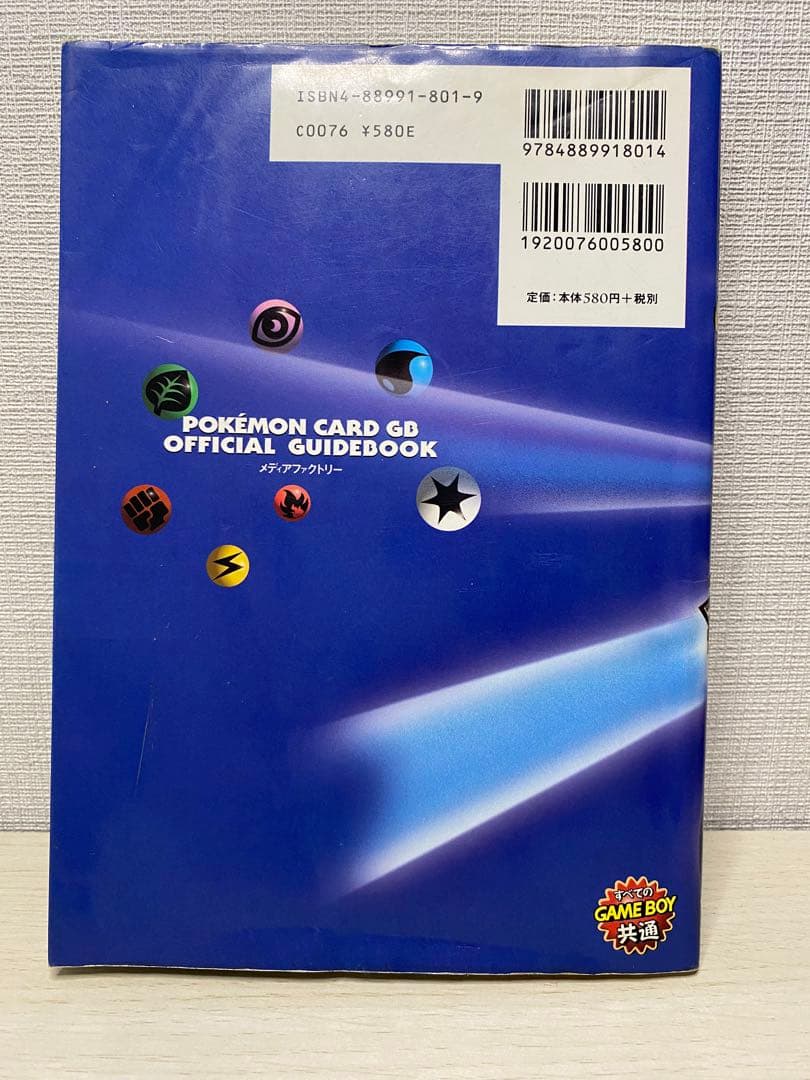 ISBN4-88991-801-9
C0076 ¥580E
9784889918014
1920076005800
定価：本体580円＋税別
POKÉMON CARD GB
OFFICIAL GUIDEBOOK
メディアファクトリー
すべての
GAME BOY
共通